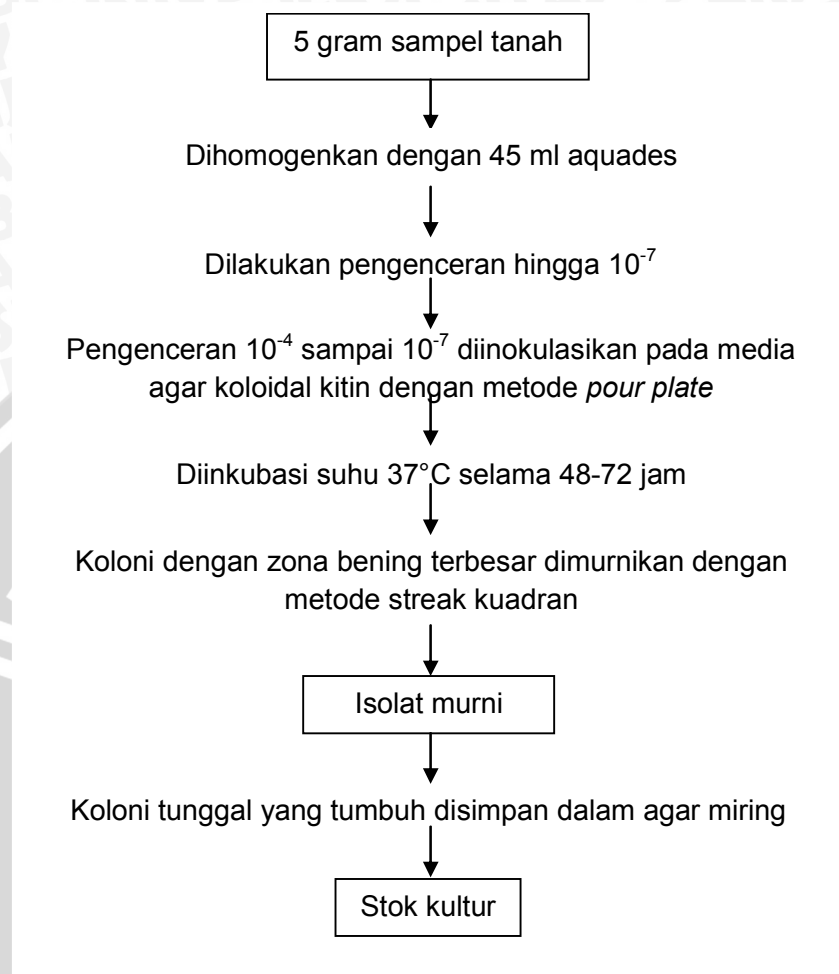 5 gram sampel tanah
Dihomogenkan dengan 45 ml aquades
Dilakukan pengenceran hingga 10⁻⁷
Pengenceran 10⁻⁴ sampai 10⁻⁷ diinokulasikan pada media
agar koloidal kitin dengan metode pour plate
Diinkubasi suhu 37°C selama 48-72 jam
Koloni dengan zona bening terbesar dimurnikan dengan
metode streak kuadran
Isolat murni
Koloni tunggal yang tumbuh disimpan dalam agar miring
Stok kultur